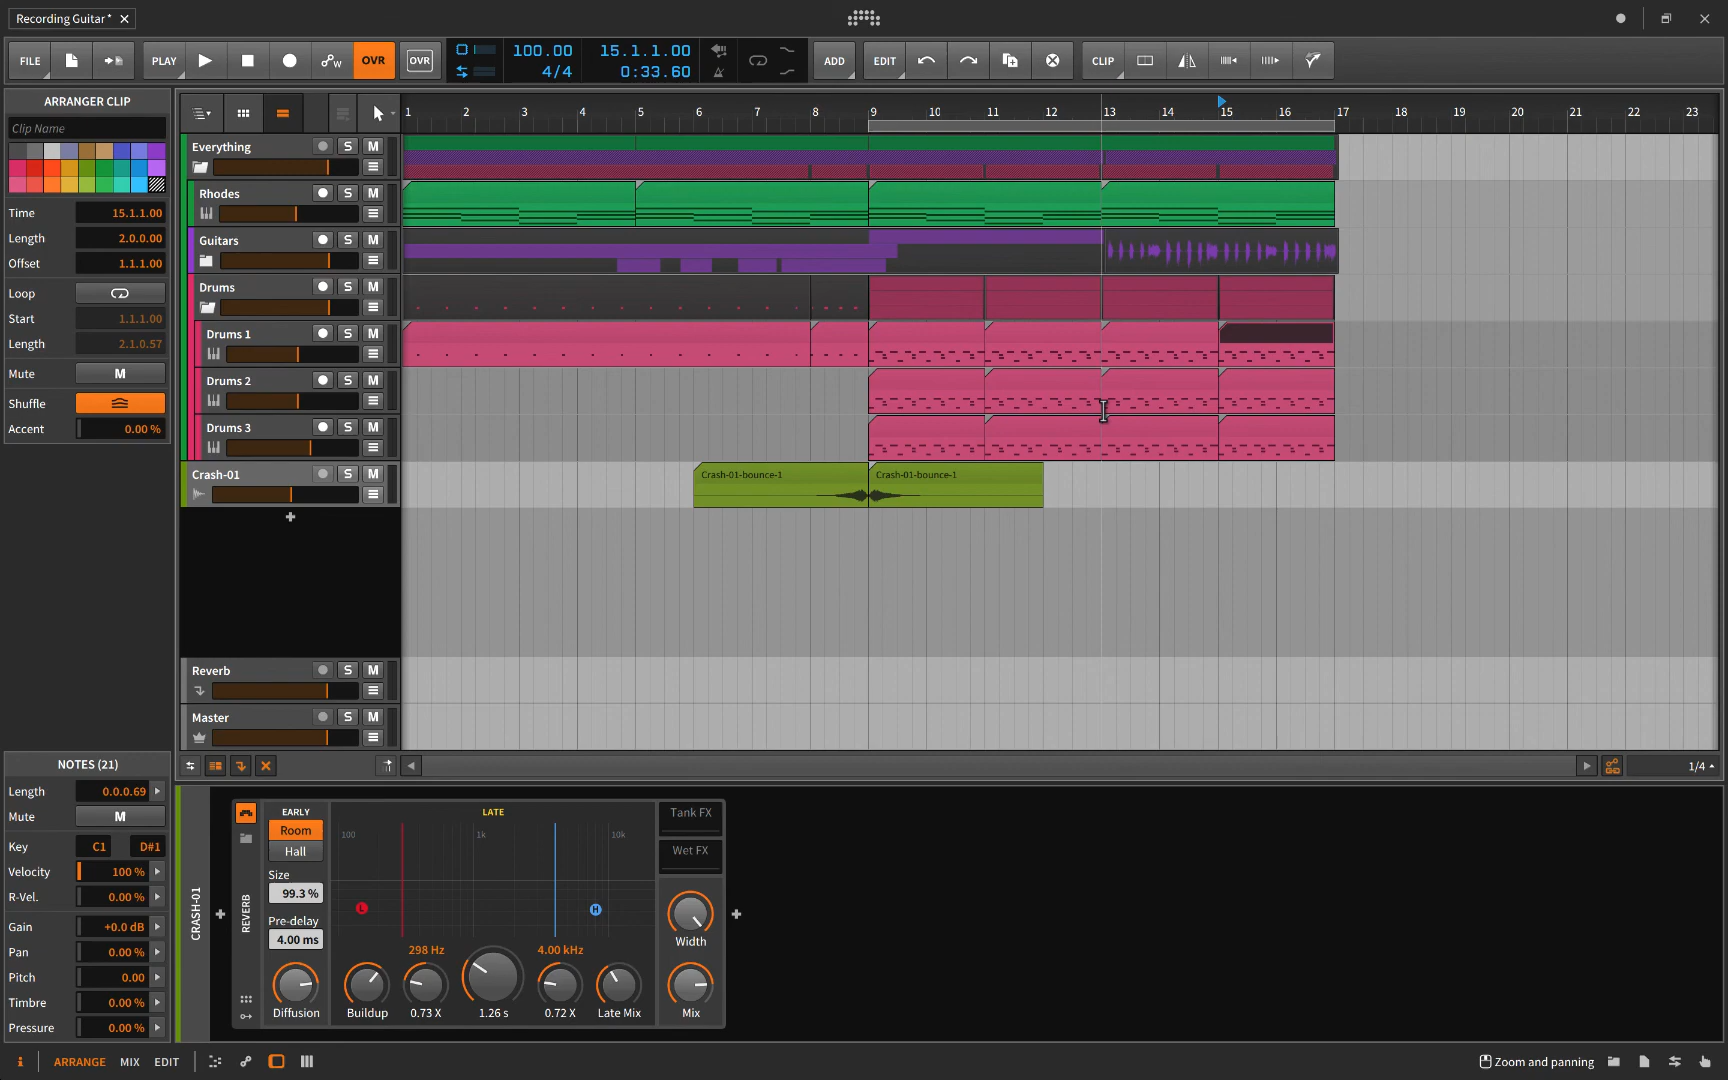 Recording Guitar*
FILE PLAY OVR OVR 100.00 4/4 15.1.1.00 0:33.60 ADD EDIT CLIP
ARRANGER CLIP
Clip Name
Time 15.1.1.00
Length 2.0.0.00
Offset 1.1.1.00
Loop
Start 1.1.1.00
Length 2.1.0.57
Mute M
Shuffle
Accent 0.00 %
1 2 3 4 5 6 7 8 9 10 11 12 13 14 15 16 17 18 19 20 21 22 23
Everything S M
Rhodes S M
Guitars S M
Drums S M
Drums 1 S M
Drums 2 S M
Drums 3 S M
Crash-01 S M
Crash-01-bounce-1 Crash-01-bounce-1
Reverb S M
Master S M
1/4
NOTES (21)
Length 0.0.0.69
Mute M
Key C1 D#1
Velocity 100 %
R-Vel. 0.00 %
Gain +0.0 dB
Pan 0.00 %
Pitch 0.00
Timbre 0.00 %
Pressure 0.00 %
CRASH-01
REVERB
EARLY
Room
Hall
Size
99.3 %
Pre-delay
4.00 ms
Diffusion
LATE
100 1k 10k
L H
298 Hz 4.00 kHz
Buildup 0.73 X 1.26 s 0.72 X Late Mix
Tank FX
Wet FX
Width
Mix
i ARRANGE MIX EDIT
Zoom and panning